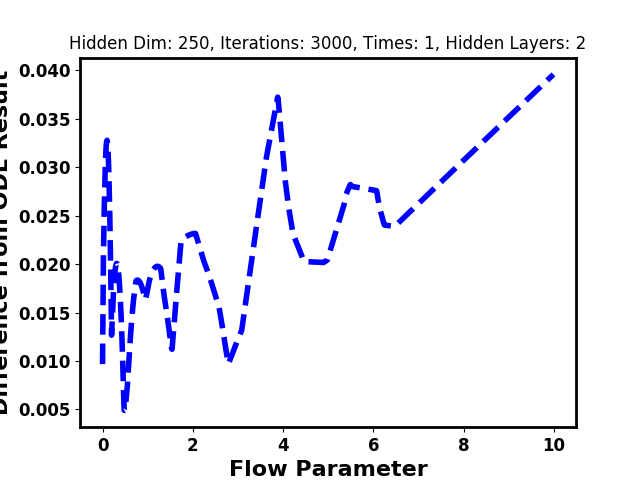 Hidden Dim: 250, Iterations: 3000, Times: 1, Hidden Layers: 2
Difference from ODE Result
0.040
0.035
0.030
0.025
0.020
0.015
0.010
0.005
0 2 4 6 8 10
Flow Parameter